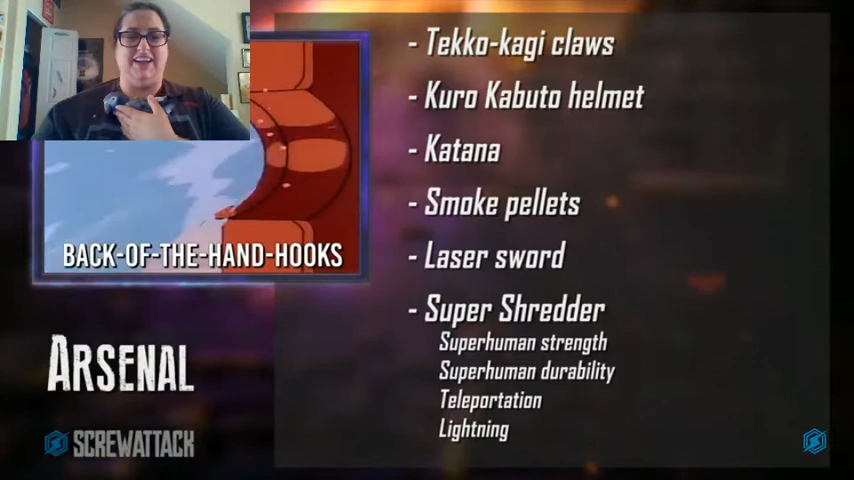 - Tekko-kagi claws
- Kuro Kabuto helmet
- Katana
- Smoke pellets
- Laser sword
- Super Shredder
Superhuman strength
Superhuman durability
Teleportation
Lightning
BACK-OF-THE-HAND-HOOKS
ARSENAL
SCREWATTACK